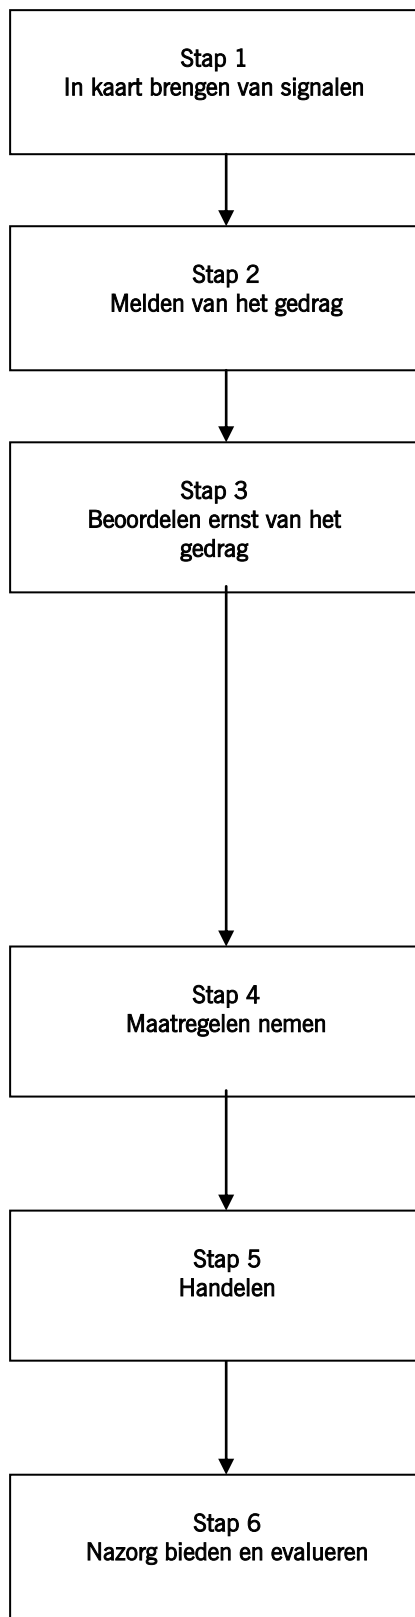 Stap 1
In kaart brengen van signalen
Stap 2
Melden van het gedrag
Stap 3
Beoordelen ernst van het
gedrag
Stap 4
Maatregelen nemen
Stap 5
Handelen
Stap 6
Nazorg bieden en evalueren